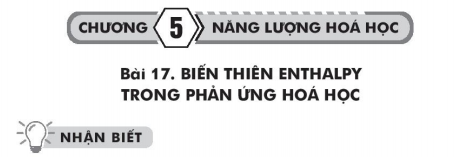 CHƯƠNG 5 NĂNG LƯỢNG HOÁ HỌC
Bài 17. BIẾN THIÊN ENTHALPY
TRONG PHẢN ỨNG HOÁ HỌC
NHẬN BIẾT